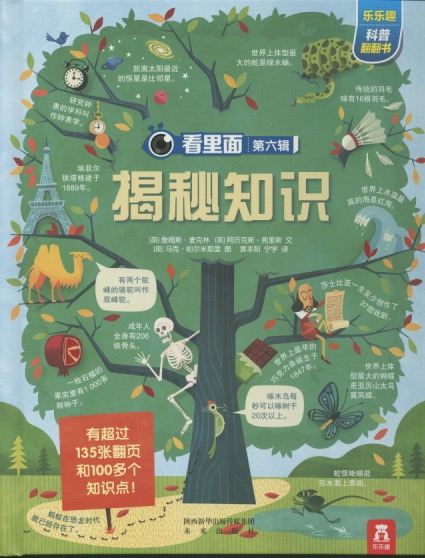 乐乐趣
科普
翻翻书
距离太阳最近
的恒星是比邻星。
世界上体型最
大的蛇是绿水蚺。
研究钟
表的学科叫
作钟表学。
传统的羽毛
球有16根羽毛。
看里面 第六辑
埃菲尔
铁塔修建于
1889年。
揭秘知识
世界上水温最
高的海是红海。
[英]詹姆斯·麦克林 [英]阿历克斯·弗里斯 文
[英]马克·帕尔米耶里 图 袁本阳 宁宇 译
有两个驼
峰的骆驼叫作
双峰驼。
莎士比亚一生至少创作了
37部戏剧。
成年人
全身有206
块骨头。
世界上最早的
巧克力条诞生于
1847年。
一枚石榴的
果实里有1 000多
颗种子。
世界上体
型最大的蝴蝶
是亚历山大鸟
翼凤蝶。
啄木鸟每
秒可以啄树干
20次以上。
有超过
135张翻页
和100多个
知识点！
蛇怪蜥蜴能
在水面上奔跑。
蚂蚁在恐龙时代
就已经存在了。
陕西新华出版传媒集团
未来出版社
乐乐趣